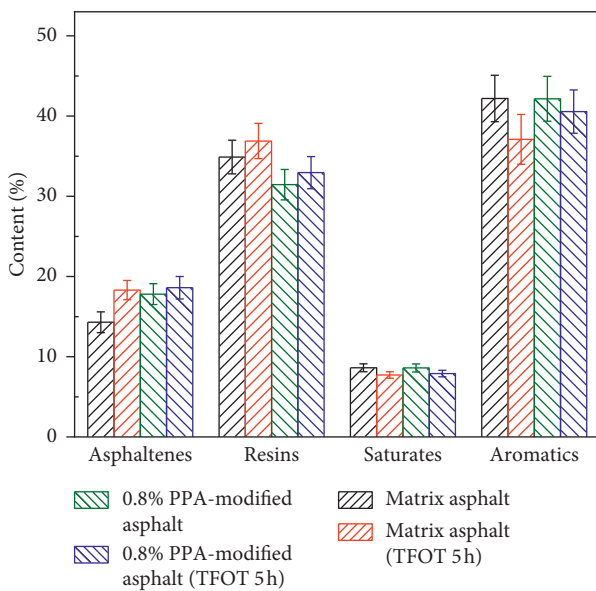 50
40
30
20
10
0
Content (%)
Asphaltenes Resins Saturates Aromatics
0.8% PPA-modified
asphalt
0.8% PPA-modified
asphalt (TFOT 5h)
Matrix asphalt
Matrix asphalt
(TFOT 5h)